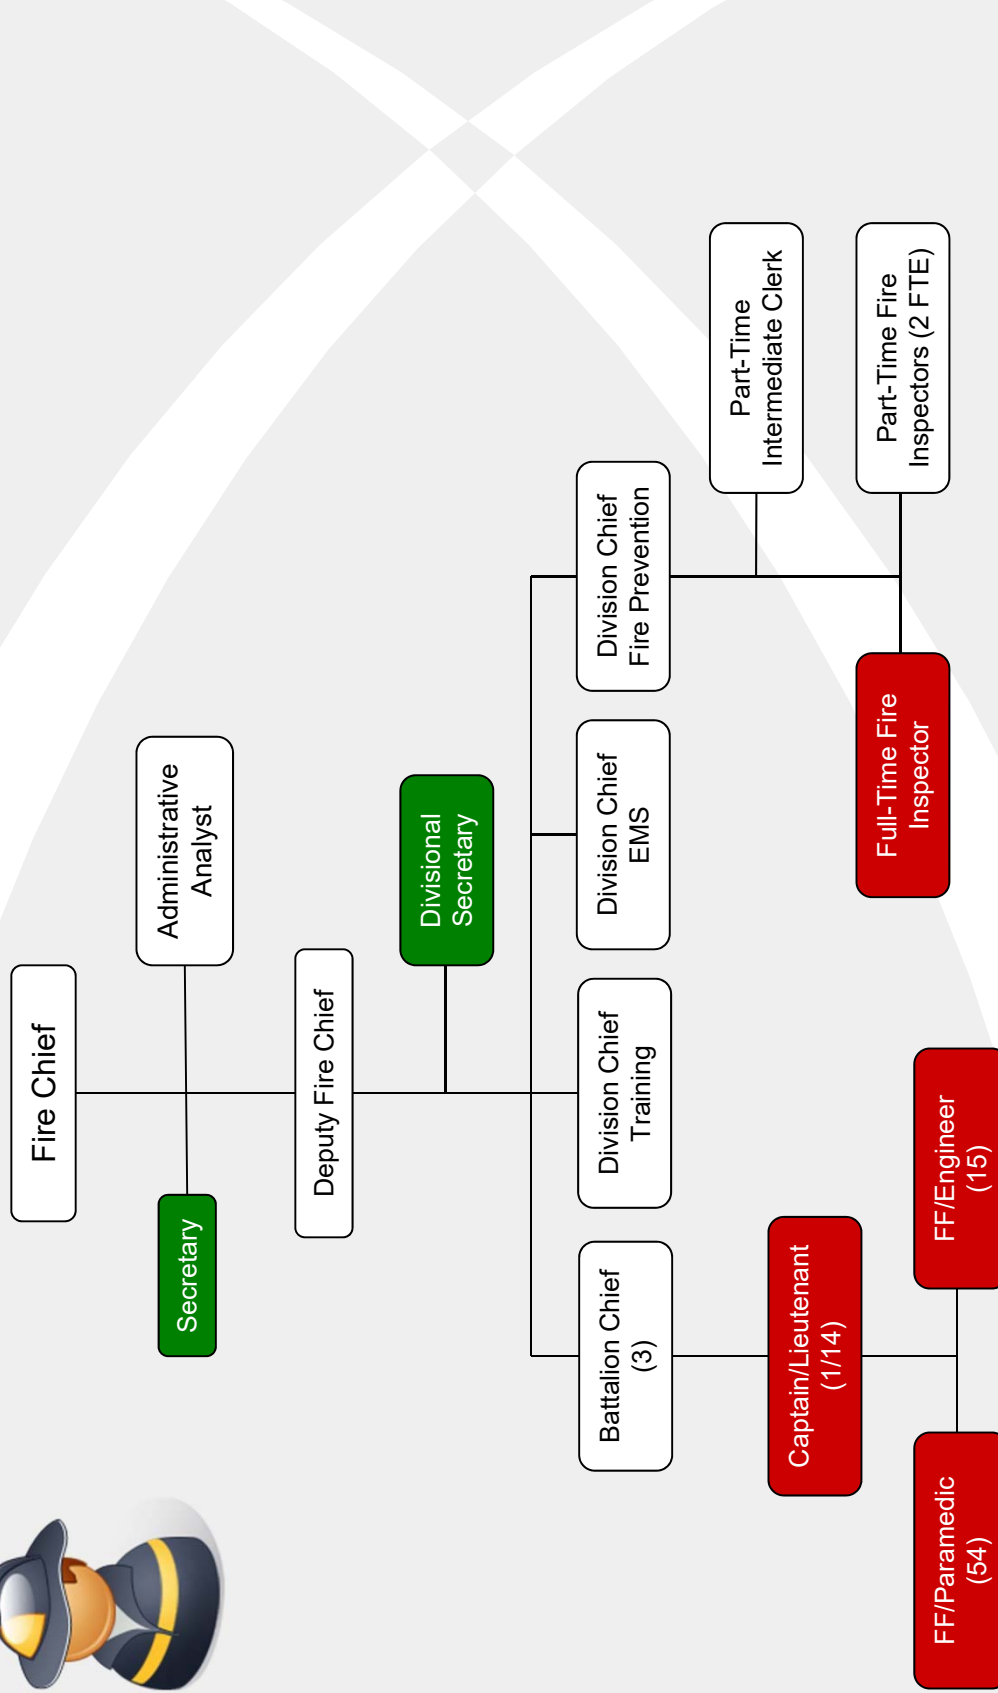 Fire Chief
Secretary
Administrative
Analyst
Deputy Fire Chief
Divisional
Secretary
Battalion Chief
(3)
Division Chief
Training
Division Chief
EMS
Division Chief
Fire Prevention
Part-Time
Intermediate Clerk
Captain/Lieutenant
(1/14)
Full-Time Fire
Inspector
Part-Time Fire
Inspectors (2 FTE)
FF/Paramedic
(54)
FF/Engineer
(15)